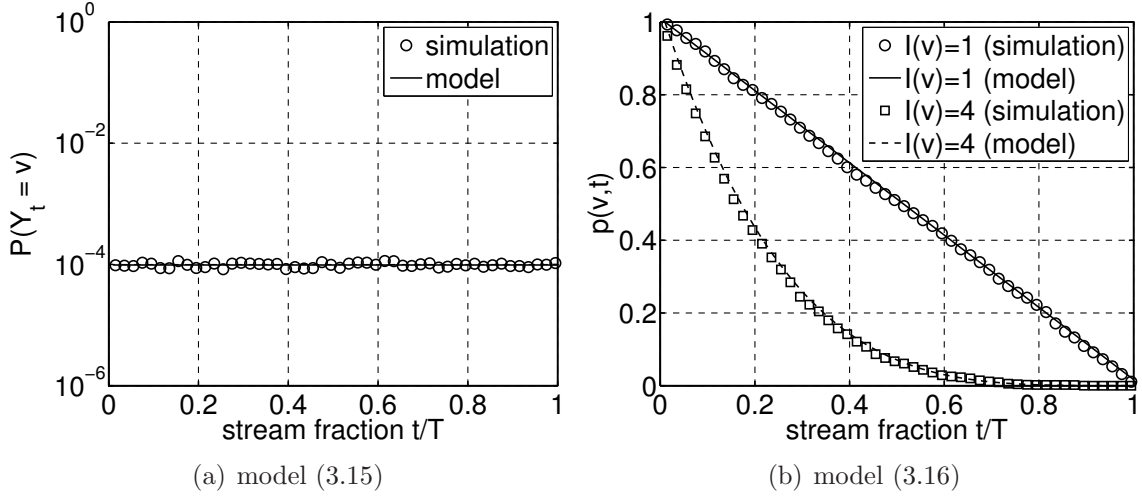 10^0
10^-2
10^-4
10^-6
P(Y_t = v)
simulation
model
0 0.2 0.4 0.6 0.8 1
stream fraction t/T
(a) model (3.15)
1
0.8
0.6
0.4
0.2
0
p(v,t)
I(v)=1 (simulation)
I(v)=1 (model)
I(v)=4 (simulation)
I(v)=4 (model)
0 0.2 0.4 0.6 0.8 1
stream fraction t/T
(b) model (3.16)